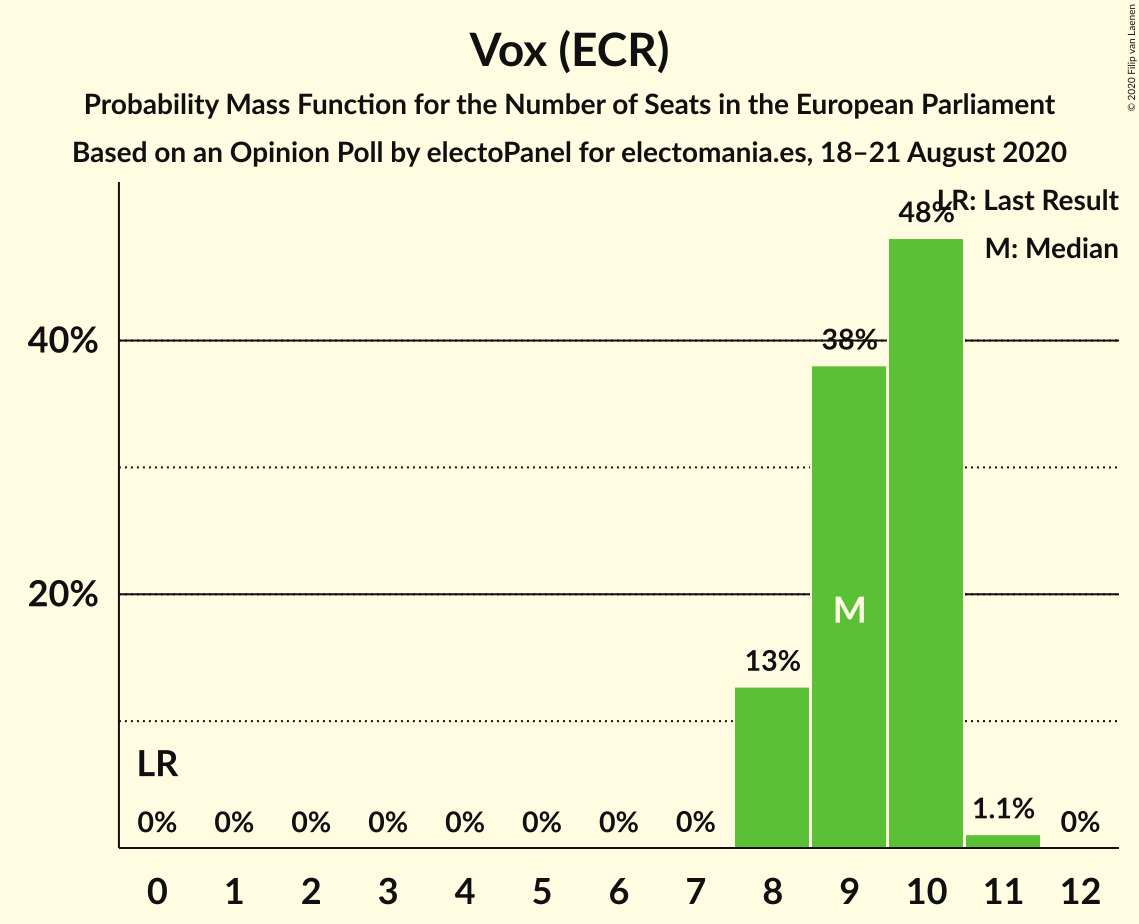 Vox (ECR)
Probability Mass Function for the Number of Seats in the European Parliament
Based on an Opinion Poll by electoPanel for electomania.es, 18–21 August 2020
© 2020 Filip van Laenen
LR: Last Result
M: Median
40%
20%
48%
38%
M
13%
LR
0% 0% 0% 0% 0% 0% 0% 0% 1.1% 0%
0 1 2 3 4 5 6 7 8 9 10 11 12